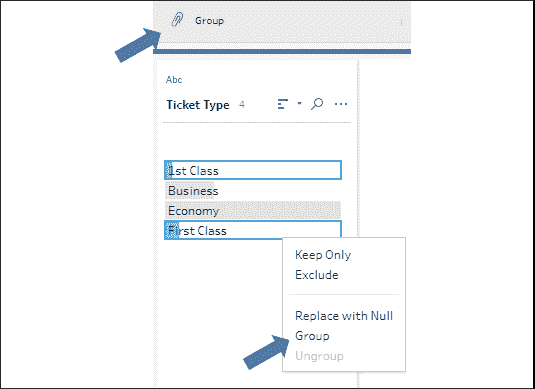 Group
Abc
Ticket Type 4
1st Class
Business
Economy
First Class
Keep Only
Exclude
Replace with Null
Group
Ungroup